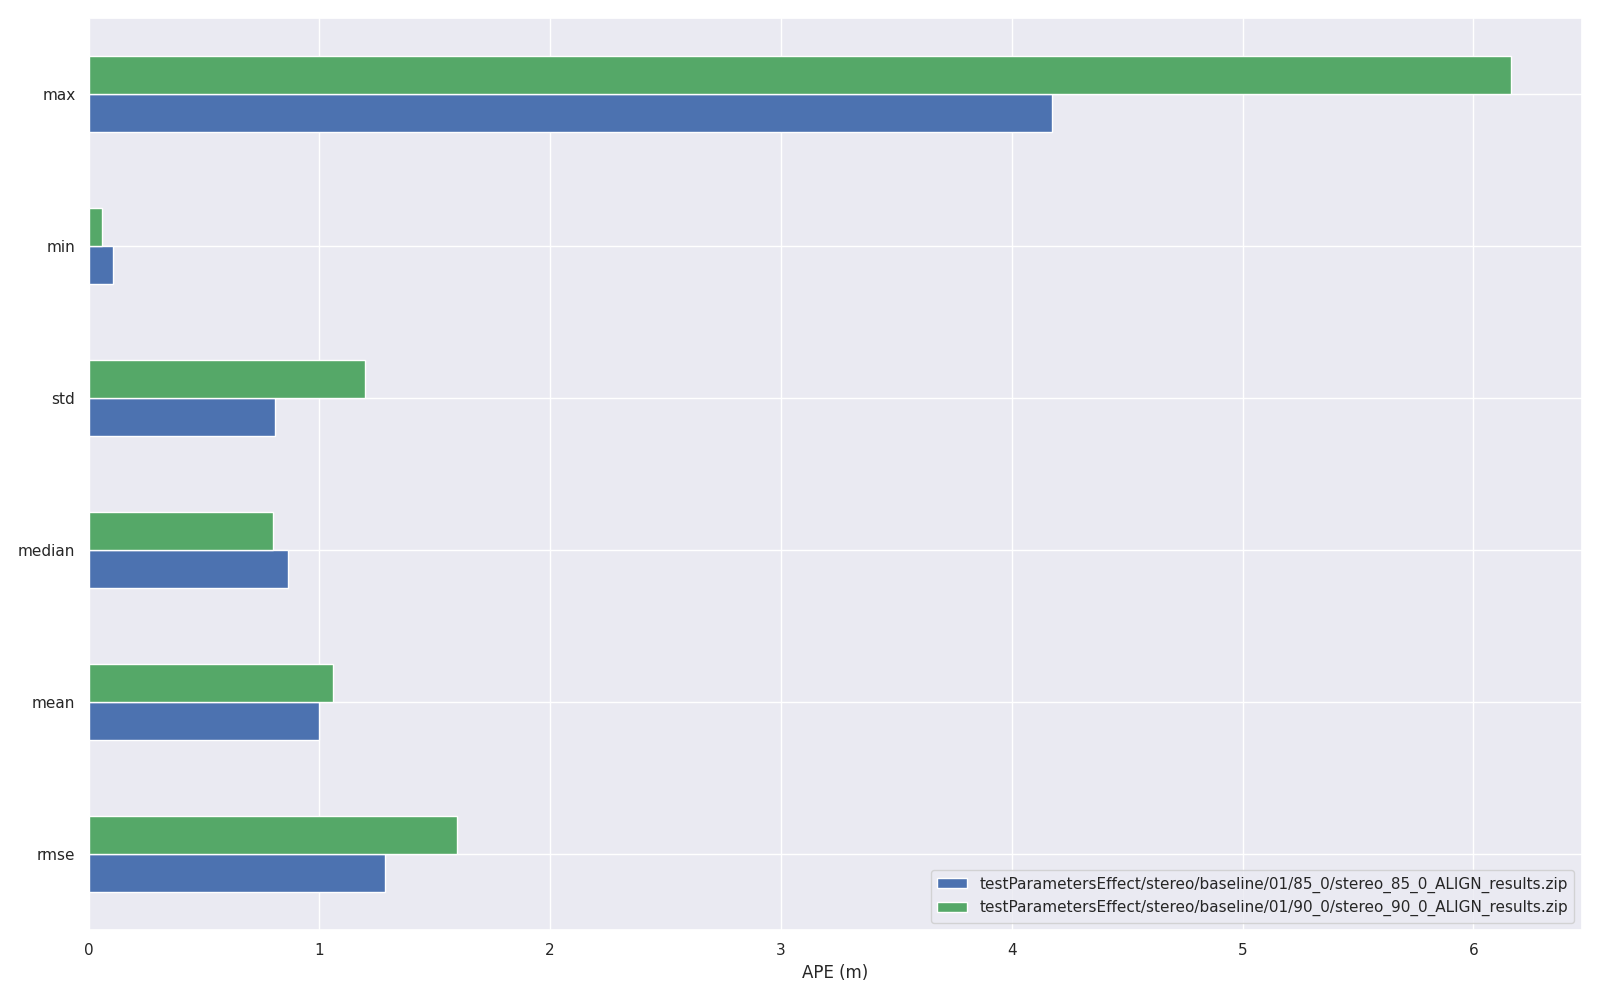 max
min
std
median
mean
rmse
testParametersEffect/stereo/baseline/01/85_0/stereo_85_0_ALIGN_results.zip
testParametersEffect/stereo/baseline/01/90_0/stereo_90_0_ALIGN_results.zip
0 1 2 3 4 5 6
APE (m)